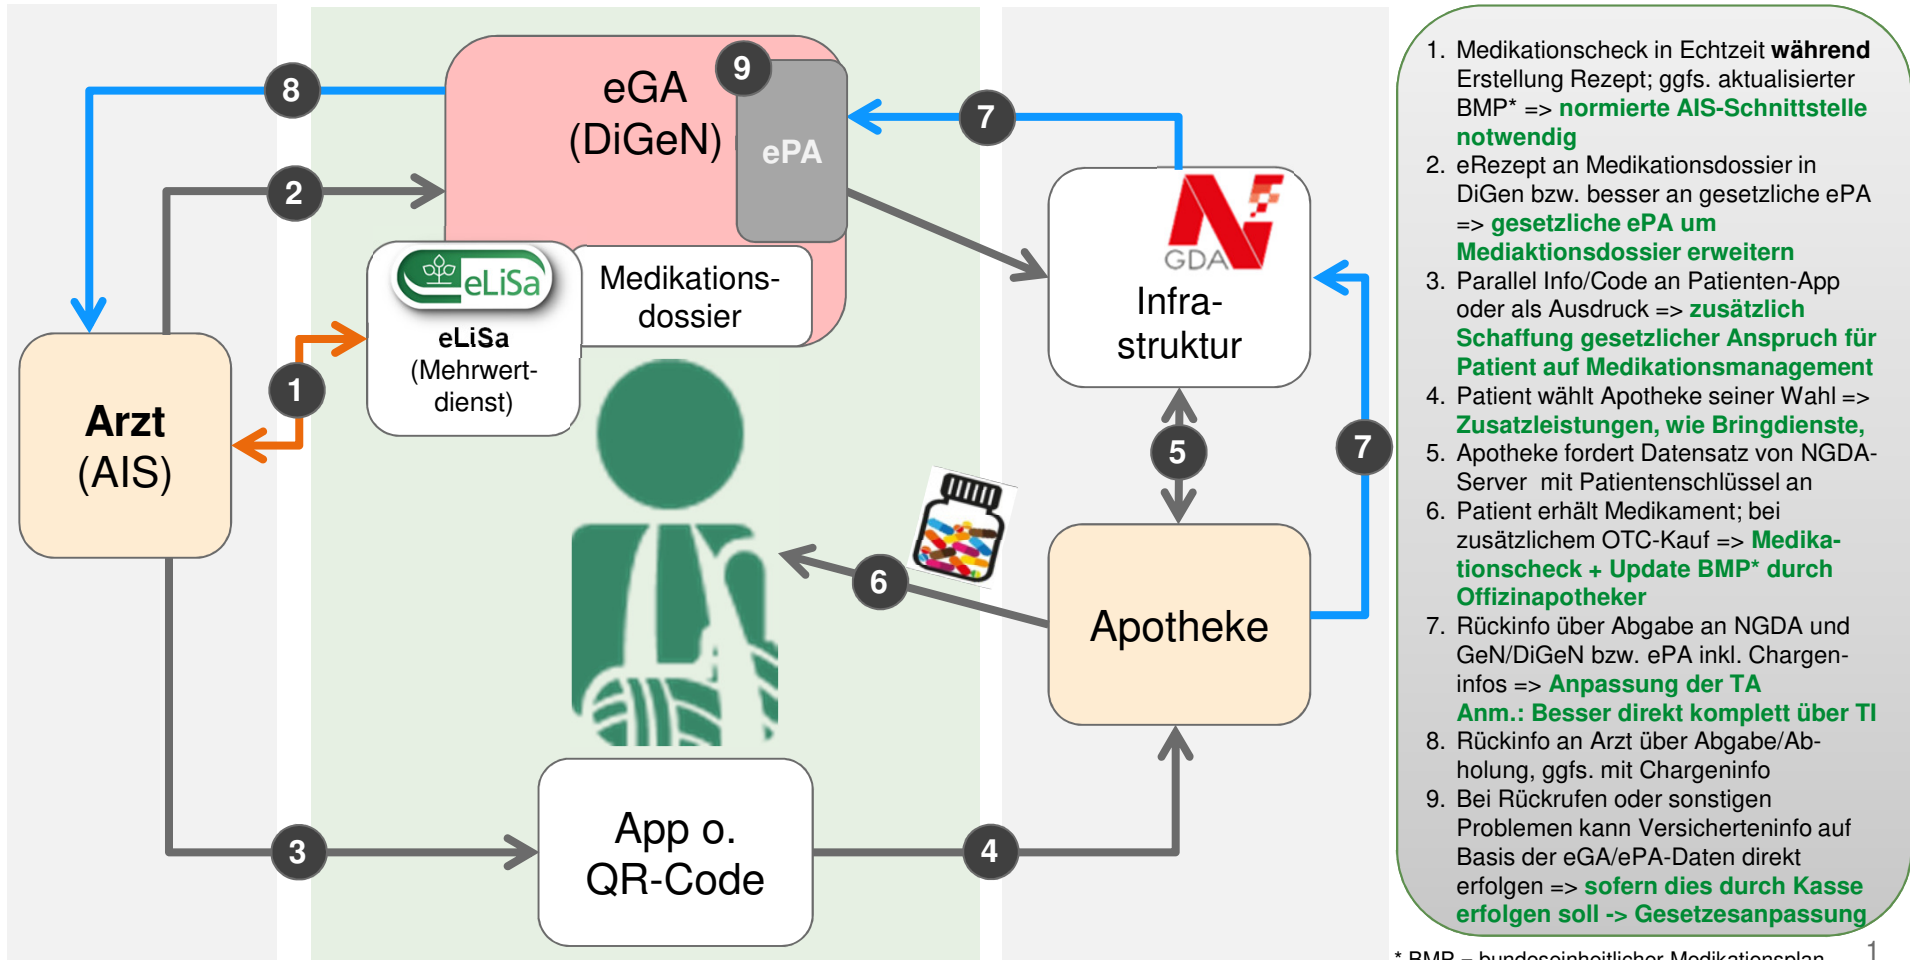 8
eGA
(DiGeN)
9
ePA
7
2
eLiSa
eLiSa
(Mehrwert-
dienst)
Medikations-
dossier
N
GDA
Infra-
struktur
1
Arzt
(AIS)
5
7
6
Apotheke
3
App o.
QR-Code
4
1. Medikationscheck in Echtzeit während
Erstellung Rezept; ggfs. aktualisierter
BMP* => normierte AIS-Schnittstelle
notwendig
2. eRezept an Medikationsdossier in
DiGen bzw. besser an gesetzliche ePA
=> gesetzliche ePA um
Mediaktionsdossier erweitern
3. Parallel Info/Code an Patienten-App
oder als Ausdruck => zusätzlich
Schaffung gesetzlicher Anspruch für
Patient auf Medikationsmanagement
4. Patient wählt Apotheke seiner Wahl =>
Zusatzleistungen, wie Bringdienste,
5. Apotheke fordert Datensatz von NGDA-
Server mit Patientenschlüssel an
6. Patient erhält Medikament; bei
zusätzlichem OTC-Kauf => Medika-
tionscheck + Update BMP* durch
Offizinapotheker
7. Rückinfo über Abgabe an NGDA und
GeN/DiGeN bzw. ePA inkl. Chargen-
infos => Anpassung der TA
Anm.: Besser direkt komplett über TI
8. Rückinfo an Arzt über Abgabe/Ab-
holung, ggfs. mit Chargeninfo
9. Bei Rückrufen oder sonstigen
Problemen kann Versicherteninfo auf
Basis der eGA/ePA-Daten direkt
erfolgen => sofern dies durch Kasse
erfolgen soll -> Gesetzesanpassung
* BMP = bundeseinheitlicher Medikationsplan
1